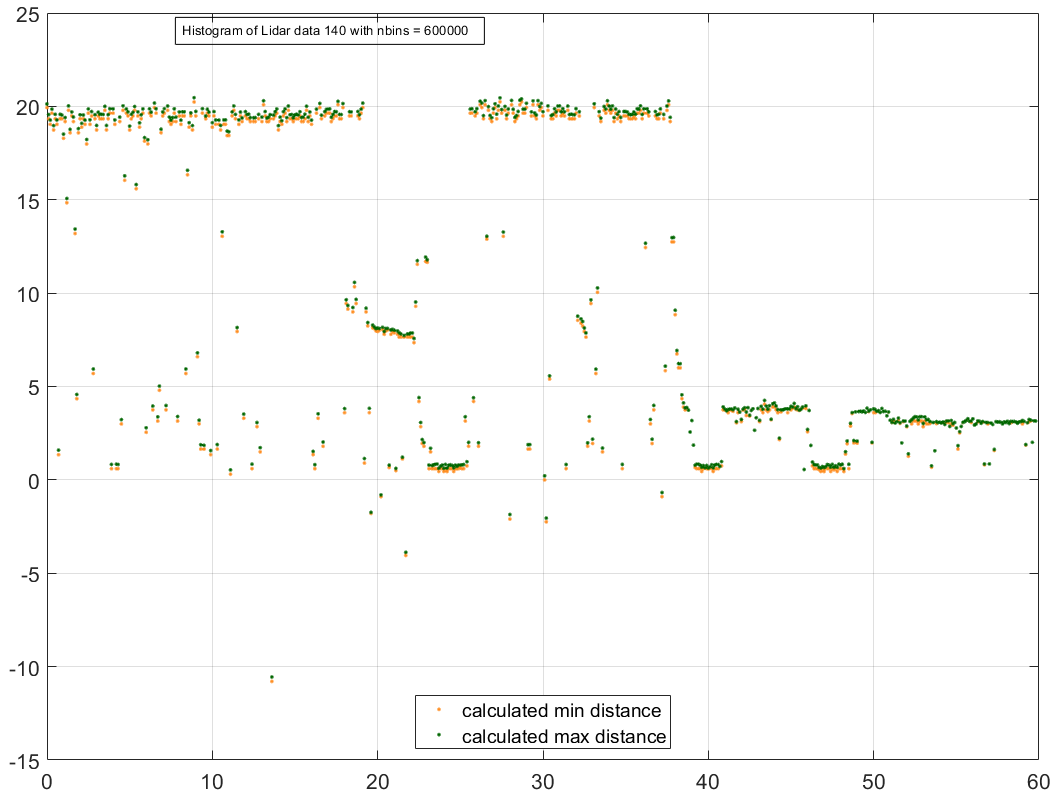 Histogram of Lidar data 140 with nbins = 600000
25
20
15
10
5
0
-5
-10
-15
calculated min distance
calculated max distance
0 10 20 30 40 50 60